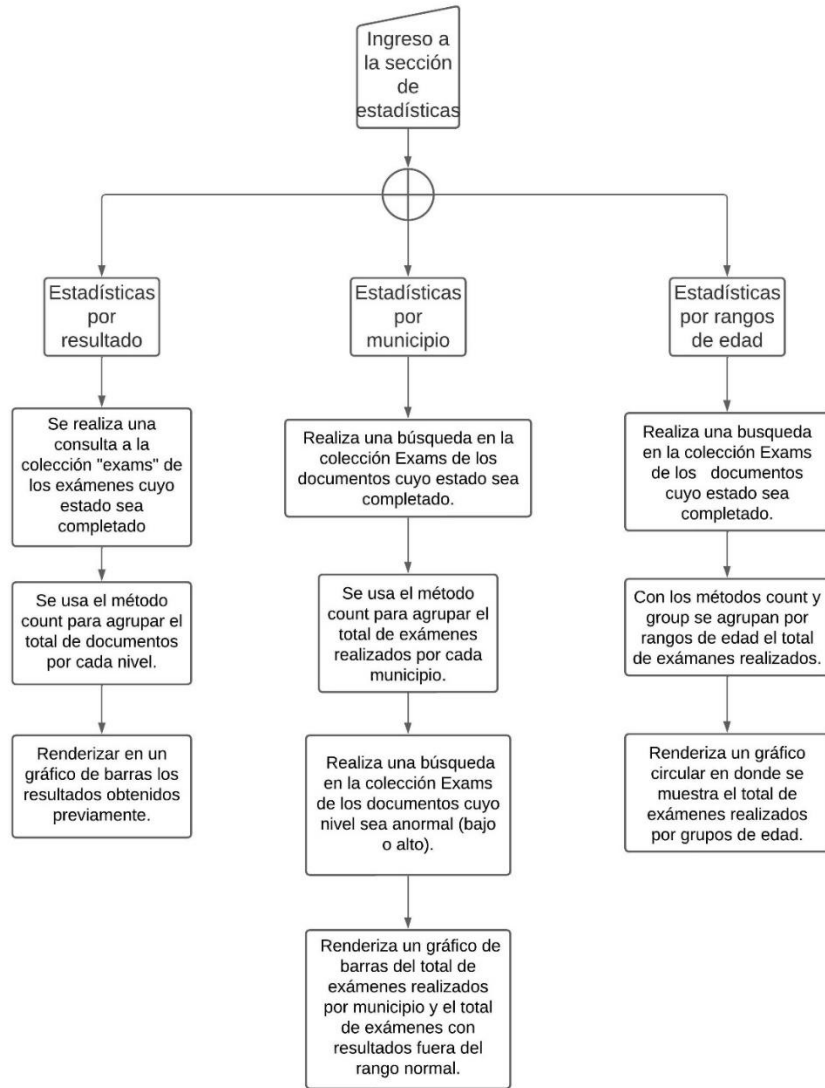 Ingreso a
la sección
de
estadísticas
Estadísticas
por
resultado
Se realiza una
consulta a la
colección "exams" de
los exámenes cuyo
estado sea
completado
Se usa el método
count para agrupar el
total de documentos
por cada nivel.
Renderizar en un
gráfico de barras los
resultados obtenidos
previamente.
Estadísticas
por
municipio
Realiza una búsqueda en la
colección Exams de los
documentos cuyo estado sea
completado.
Se usa el método
count para agrupar el
total de exámenes
realizados por cada
municipio.
Realiza una búsqueda
en la colección Exams
de los documentos cuyo
nivel sea anormal (bajo
o alto).
Renderiza un gráfico de
barras del total de
exámenes realizados
por municipio y el total
de exámenes con
resultados fuera del
rango normal.
Estadísticas
por rangos
de edad
Realiza una busqueda
en la colección Exams
de los documentos
cuyo estado sea
completado.
Con los métodos count y
group se agrupan por
rangos de edad el total
de exámanes realizados.
Renderiza un gráfico
circular en donde se
muestra el total de
exámenes realizados
por grupos de edad.